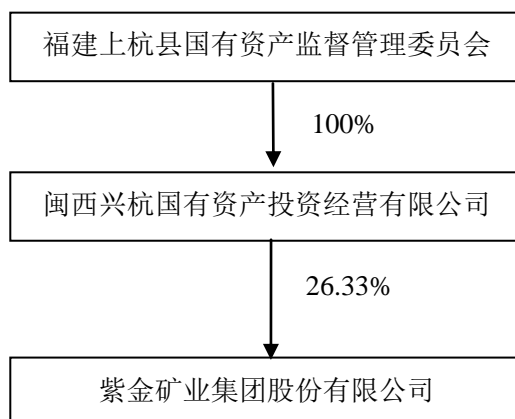 福建上杭县国有资产监督管理委员会
100%
闽西兴杭国有资产投资经营有限公司
26.33%
紫金矿业集团股份有限公司